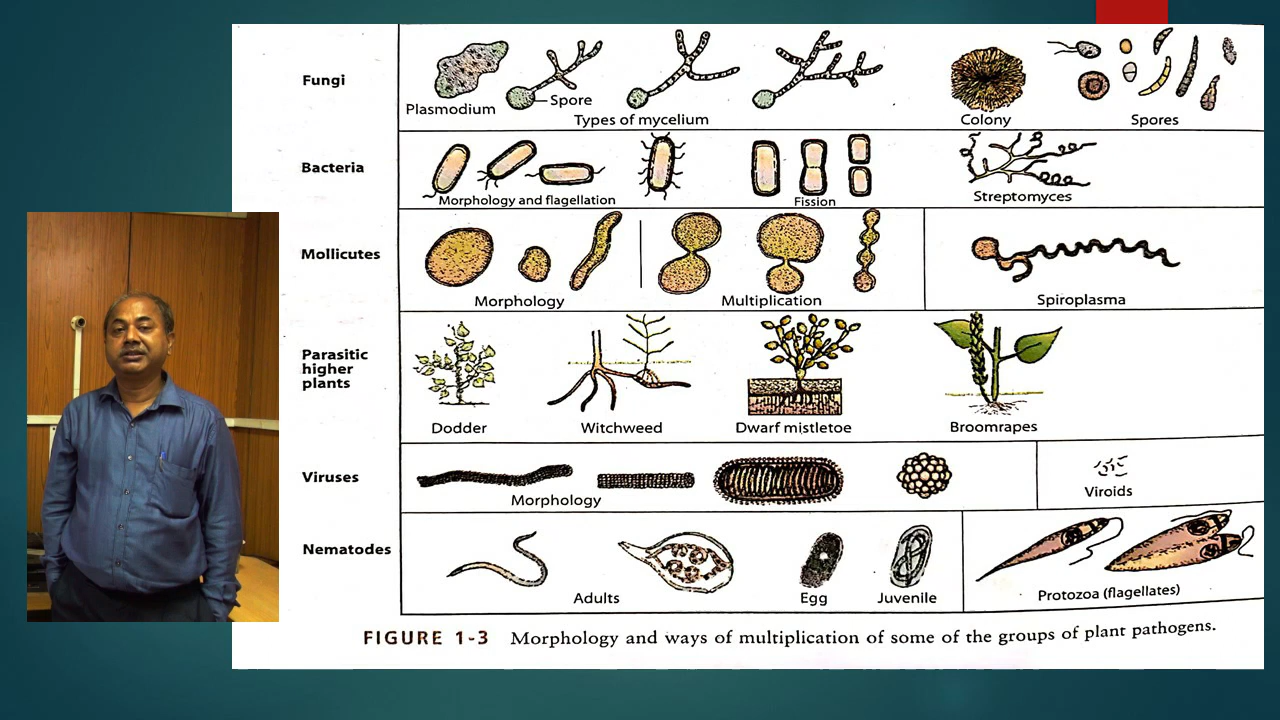 Fungi
Plasmodium
Spore
Types of mycelium
Colony
Spores
Bacteria
Morphology and flagellation
Fission
Streptomyces
Mollicutes
Morphology
Multiplication
Spiroplasma
Parasitic
higher
plants
Dodder
Witchweed
Dwarf mistletoe
Broomrapes
Viruses
Morphology
Viroids
Nematodes
Adults
Egg
Juvenile
Protozoa (flagellates)
FIGURE 1-3 Morphology and ways of multiplication of some of the groups of plant pathogens.